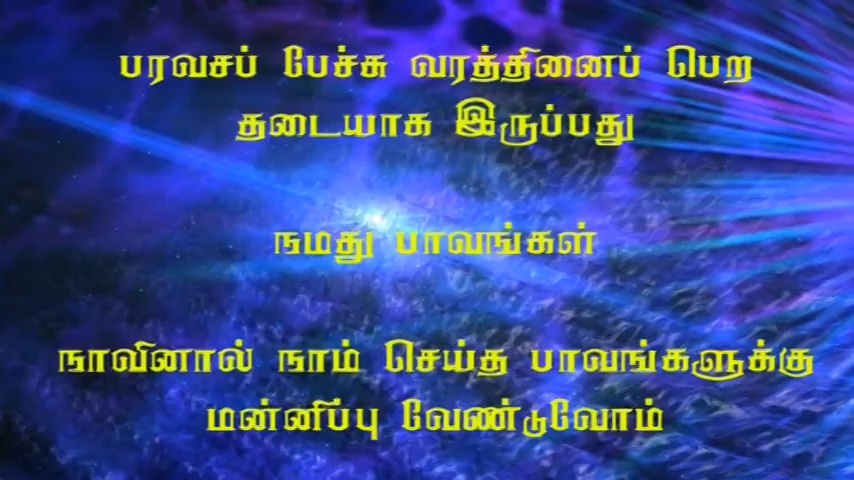 பரவசப் பேச்சு வரத்தினைப் பெற
தடையாக இருப்பது
நமது பாவங்கள்
நாவினால் நாம் செய்த பாவங்களுக்கு
மன்னிப்பு வேண்டுவோம்